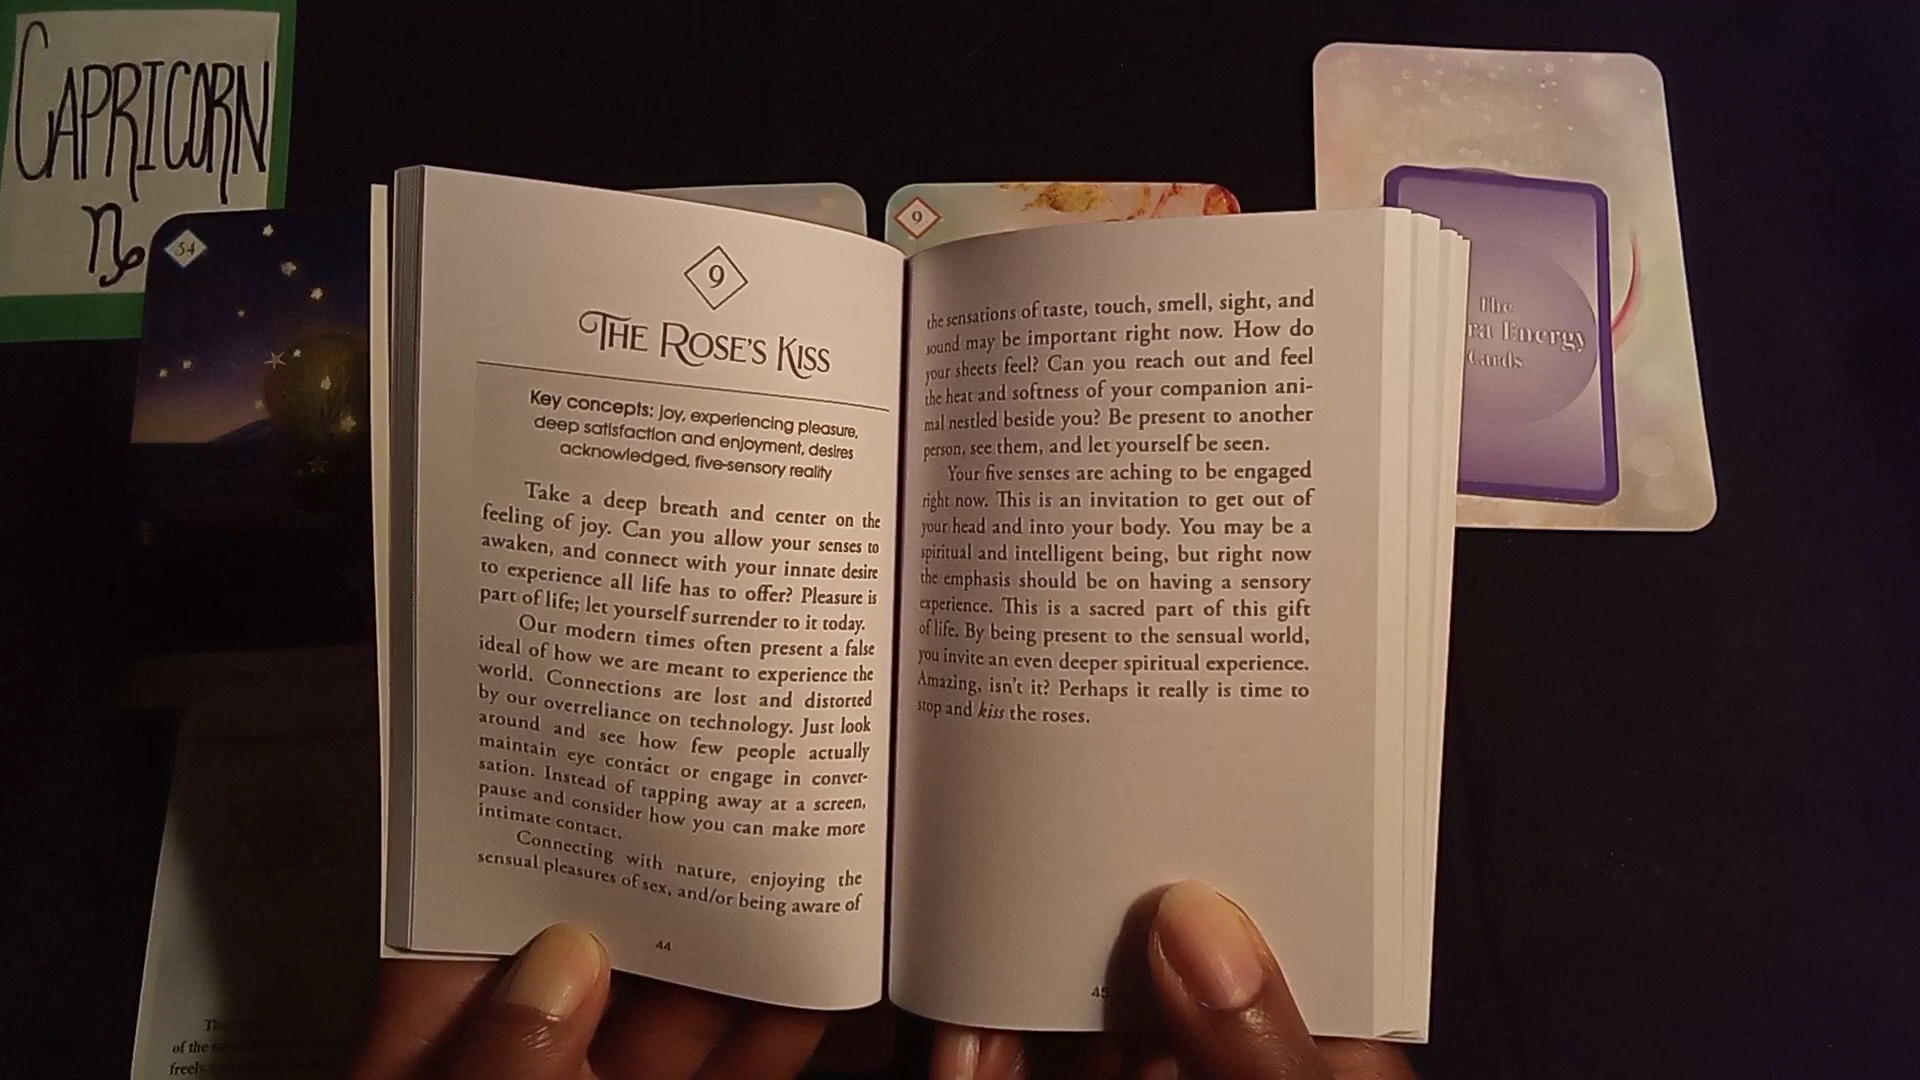 CAPRICORN
♑
54
9
9
THE ROSE'S KISS
Key concepts: Joy, experiencing pleasure,
deep satisfaction and enjoyment, desires
acknowledged, five-sensory reality
Take a deep breath and center on the
feeling of joy. Can you allow your senses to
awaken, and connect with your innate desire
to experience all life has to offer? Pleasure is
part of life; let yourself surrender to it today.
Our modern times often present a false
ideal of how we are meant to experience the
world. Connections are lost and distorted
by our overreliance on technology. Just look
around and see how few people actually
maintain eye contact or engage in conver-
sation. Instead of tapping away at a screen,
pause and consider how you can make more
intimate contact.
Connecting with nature, enjoying the
sensual pleasures of sex, and/or being aware of
44
the sensations of taste, touch, smell, sight, and
sound may be important right now. How do
your sheets feel? Can you reach out and feel
the heat and softness of your companion ani-
mal nestled beside you? Be present to another
person, see them, and let yourself be seen.
Your five senses are aching to be engaged
right now. This is an invitation to get out of
your head and into your body. You may be a
spiritual and intelligent being, but right now
the emphasis should be on having a sensory
experience. This is a sacred part of this gift
of life. By being present to the sensual world,
you invite an even deeper spiritual experience.
Amazing, isn't it? Perhaps it really is time to
stop and kiss the roses.
45
The
ra Energy
Cards
of the